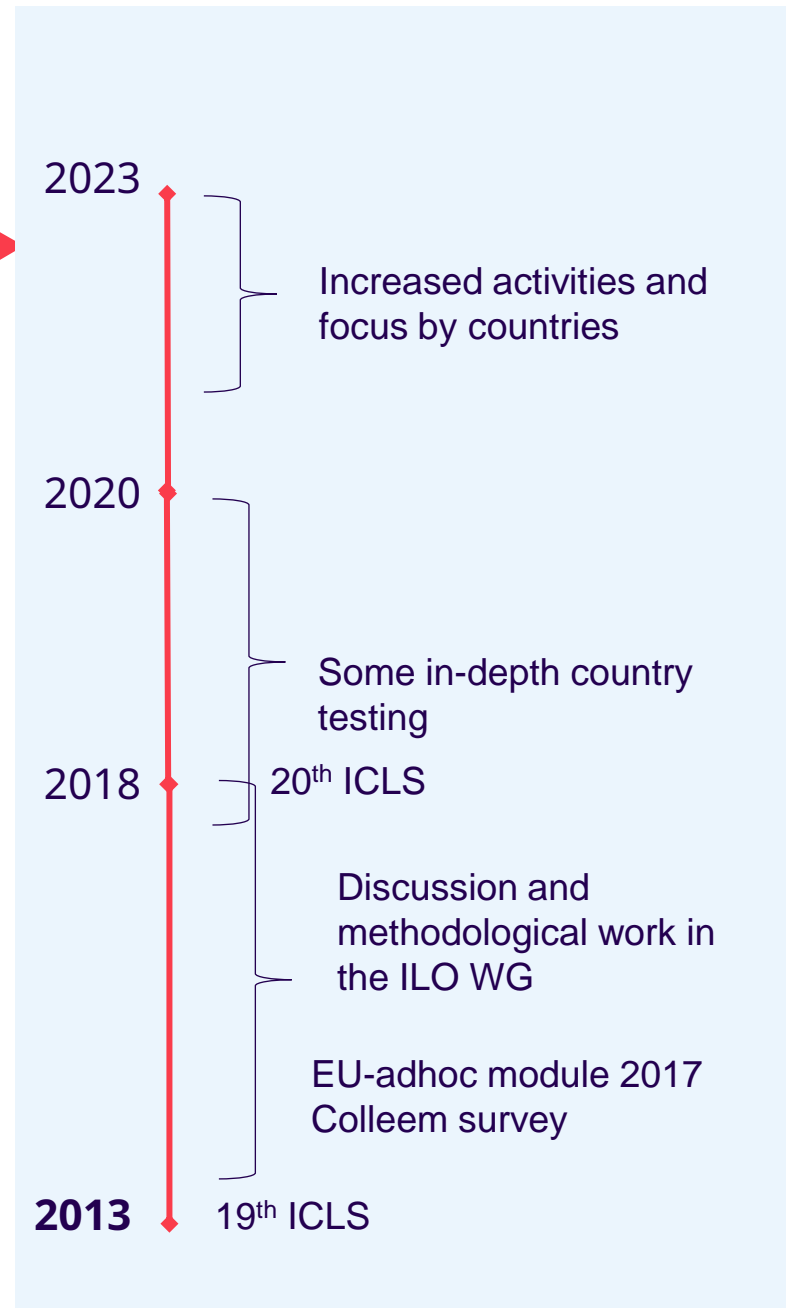 2023
Increased activities and
focus by countries
2020
Some in-depth country
testing
2018 20th ICLS
Discussion and
methodological work in
the ILO WG
EU-adhoc module 2017
Colleem survey
2013 19th ICLS